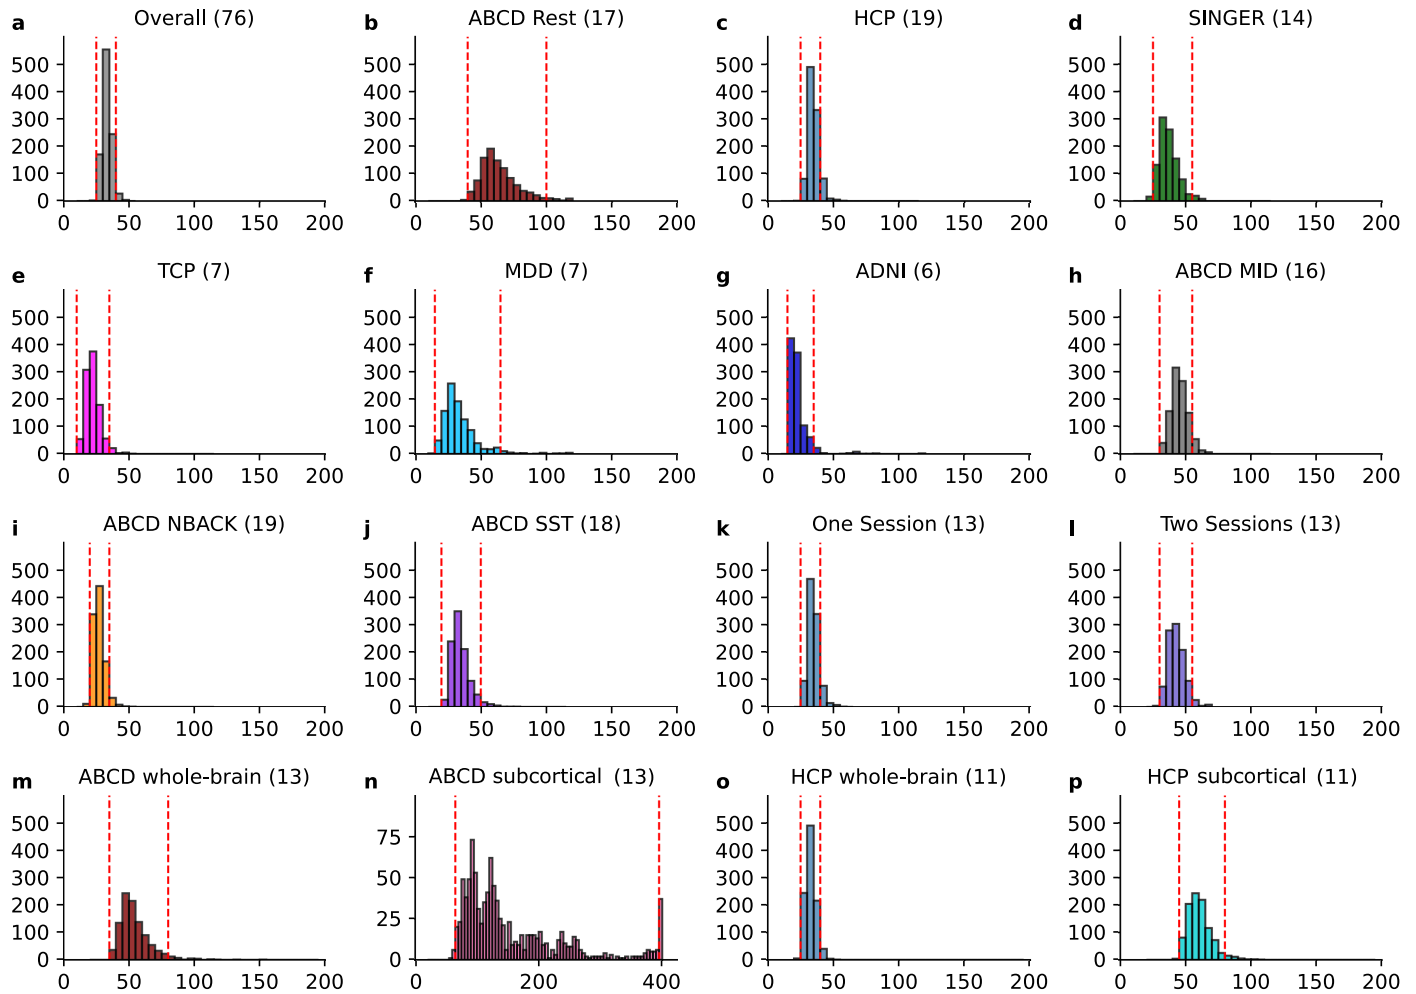 a Overall (76) b ABCD Rest (17) c HCP (19) d SINGER (14)
500 500 500 500
400 400 400 400
300 300 300 300
200 200 200 200
100 100 100 100
0 0 0 0
0 50 100 150 200 0 50 100 150 200 0 50 100 150 200 0 50 100 150 200
e TCP (7) f MDD (7) g ADNI (6) h ABCD MID (16)
500 500 500 500
400 400 400 400
300 300 300 300
200 200 200 200
100 100 100 100
0 0 0 0
0 50 100 150 200 0 50 100 150 200 0 50 100 150 200 0 50 100 150 200
i ABCD NBACK (19) j ABCD SST (18) k One Session (13) l Two Sessions (13)
500 500 500 500
400 400 400 400
300 300 300 300
200 200 200 200
100 100 100 100
0 0 0 0
0 50 100 150 200 0 50 100 150 200 0 50 100 150 200 0 50 100 150 200
m ABCD whole-brain (13) n ABCD subcortical (13) o HCP whole-brain (11) p HCP subcortical (11)
500 500 500
400 75 400 400
300 50 300 300
200 200 200
100 25 100 100
0 0 0 0
0 50 100 150 200 0 200 400 0 50 100 150 200 0 50 100 150 200